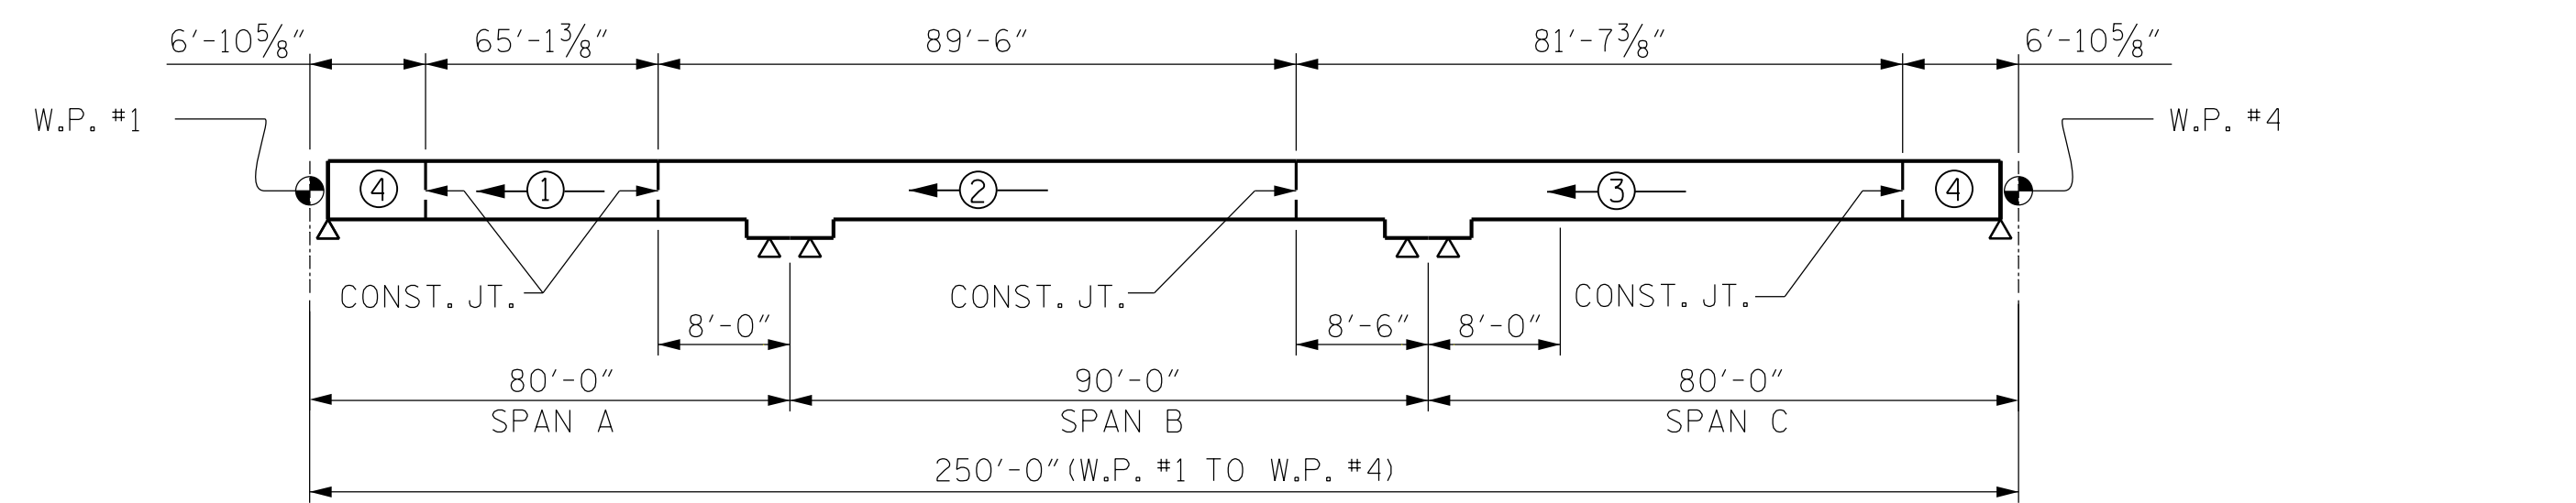 6'-10⅝" 65'-1⅜" 89'-6" 81'-7⅜" 6'-10⅝"
W.P. #1 W.P. #4
4 1 2 3 4
CONST. JT. CONST. JT. CONST. JT.
8'-0" 8'-6" 8'-0"
80'-0" 90'-0" 80'-0"
SPAN A SPAN B SPAN C
250'-0" (W.P. #1 TO W.P. #4)